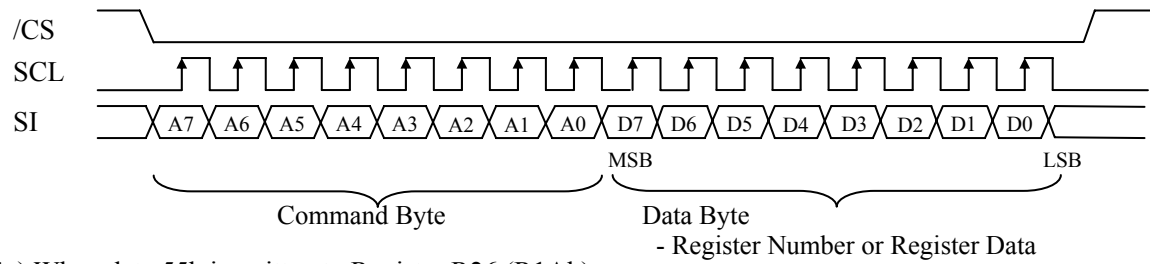 /CS
SCL
SI
A7 A6 A5 A4 A3 A2 A1 A0 D7 D6 D5 D4 D3 D2 D1 D0
MSB LSB
Command Byte Data Byte
- Register Number or Register Data